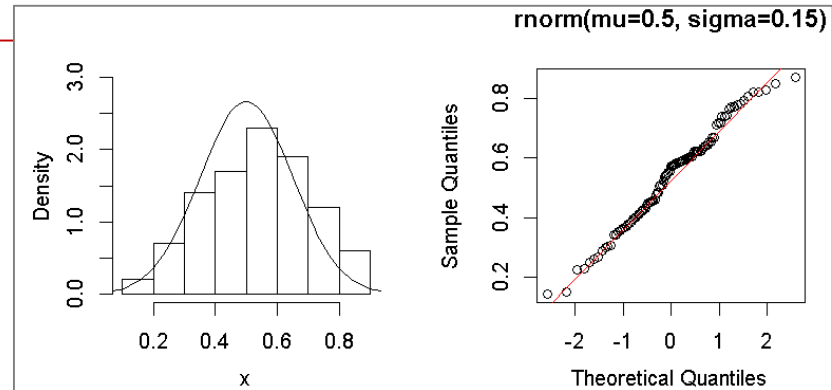 rnorm(mu=0.5, sigma=0.15)
Density
0.0 1.0 2.0 3.0
0.2 0.4 0.6 0.8
x
Sample Quantiles
0.2 0.4 0.6 0.8
-2 -1 0 1 2
Theoretical Quantiles